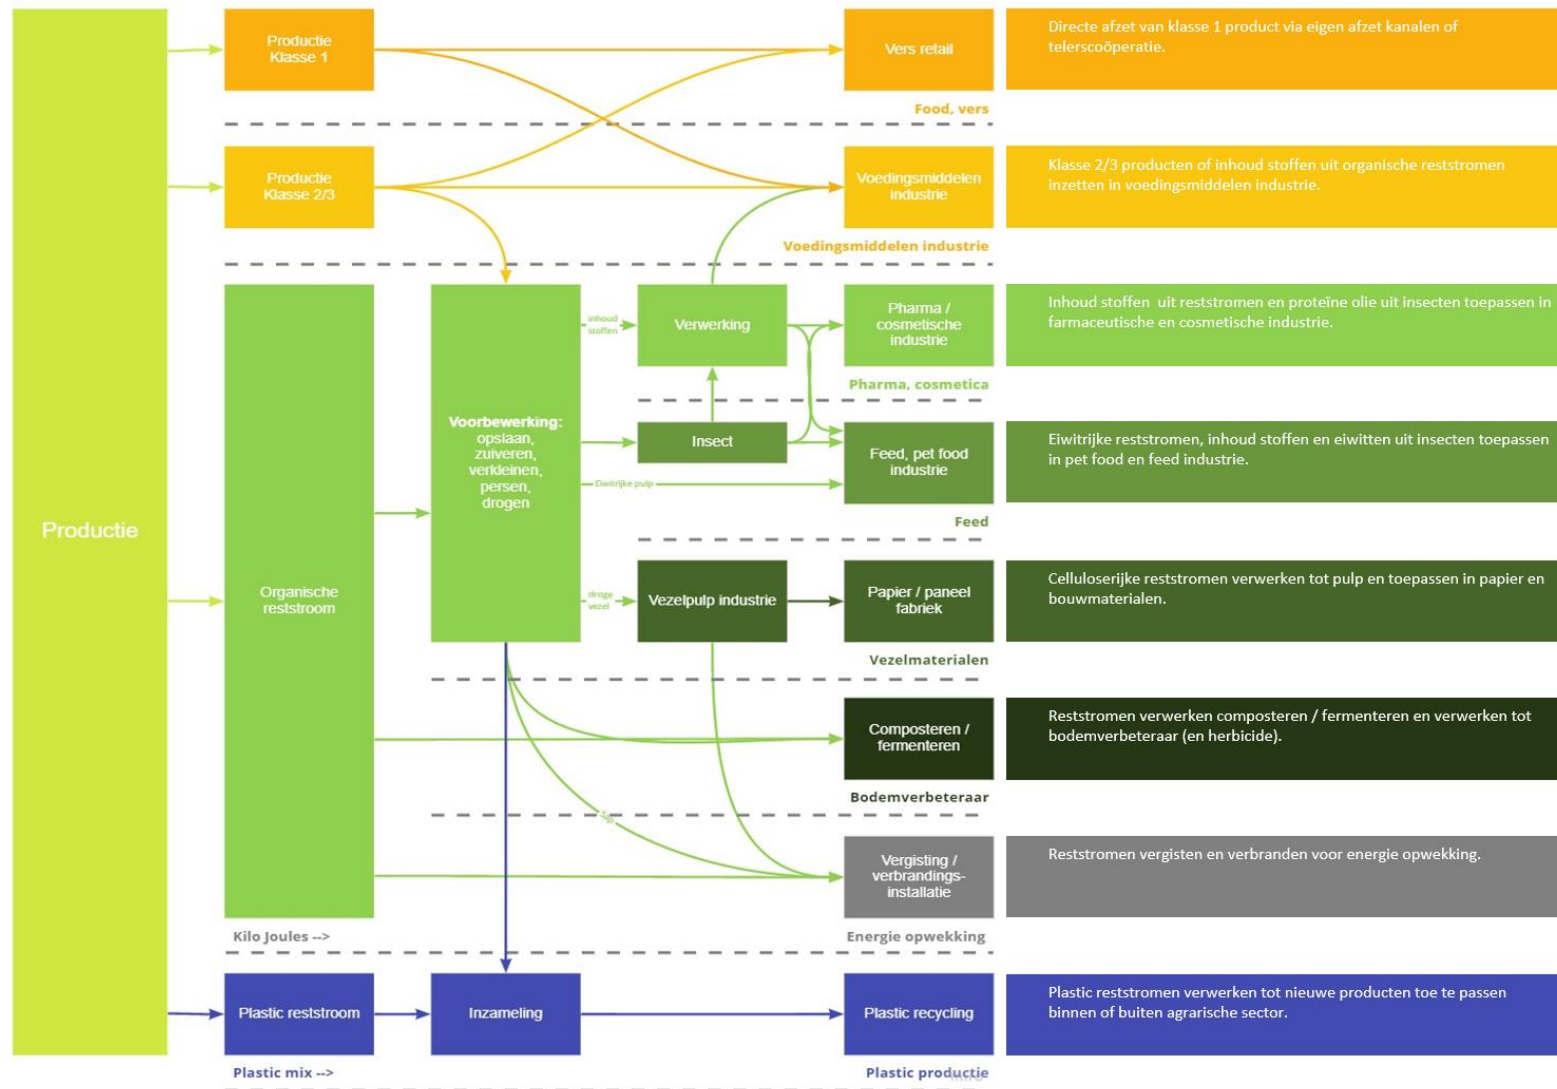 Productie
Productie
Klasse 1
Vers retail
Directe afzet van klasse 1 product via eigen afzet kanalen of
telerscoöperatie.
Food, vers
Productie
Klasse 2/3
Voedingsmiddelen
industrie
Klasse 2/3 producten of inhoud stoffen uit organische reststromen
inzetten in voedingsmiddelen industrie.
Voedingsmiddelen industrie
Organische
reststroom
Voorbewerking:
opslaan,
zuiveren,
verkleinen,
persen,
drogen
inhoud
stoffen
Verwerking
Pharma /
cosmetische
industrie
Inhoud stoffen  uit reststromen en proteïne olie uit insecten toepassen in
farmaceutische en cosmetische industrie.
Pharma, cosmetica
Insect
Feed, pet food
industrie
Eiwitrijke reststromen, inhoud stoffen en eiwitten uit insecten toepassen
in pet food en feed industrie.
Eiwitrijke pulp
Feed
droge
vezel
Vezelpulp industrie
Papier / paneel
fabriek
Celluloserijke reststromen verwerken tot pulp en toepassen in papier en
bouwmaterialen.
Vezelmaterialen
Composteren /
fermenteren
Reststromen verwerken composteren / fermenteren en verwerken tot
bodemverbeteraar (en herbicide).
Bodemverbeteraar
Sap
Vergisting /
verbrandings-
installatie
Reststromen vergisten en verbranden voor energie opwekking.
Kilo Joules -->
Energie opwekking
Plastic reststroom
Inzameling
Plastic recycling
Plastic reststromen verwerken tot nieuwe producten toe te passen
binnen of buiten agrarische sector.
Plastic mix -->
Plastic productie